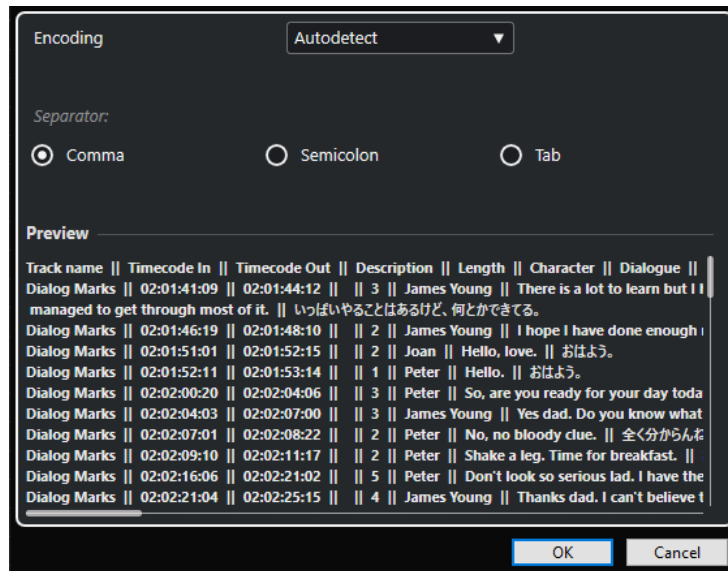 Encoding
Autodetect
Separator:
Comma
Semicolon
Tab
Preview
Track name || Timecode In || Timecode Out || Description || Length || Character || Dialogue ||
Dialog Marks || 02:01:41:09 || 02:01:44:12 || || 3 || James Young || There is a lot to learn but I
managed to get through most of it. || いっぱいやることはあるけど、何とかできてる。
Dialog Marks || 02:01:46:19 || 02:01:48:10 || || 2 || James Young || I hope I have done enough
Dialog Marks || 02:01:51:01 || 02:01:52:15 || || 2 || Joan || Hello, love. || おはよう。
Dialog Marks || 02:01:52:11 || 02:01:53:14 || || 1 || Peter || Hello. || おはよう。
Dialog Marks || 02:02:00:20 || 02:02:04:06 || || 3 || Peter || So, are you ready for your day toda
Dialog Marks || 02:02:04:03 || 02:02:07:00 || || 3 || James Young || Yes dad. Do you know what
Dialog Marks || 02:02:07:01 || 02:02:08:22 || || 2 || Peter || No, no bloody clue. || 全く分からんね
Dialog Marks || 02:02:09:10 || 02:02:11:17 || || 2 || Peter || Shake a leg. Time for breakfast. ||
Dialog Marks || 02:02:16:06 || 02:02:21:02 || || 5 || Peter || Don't look so serious lad. I have the
Dialog Marks || 02:02:21:04 || 02:02:25:15 || || 4 || James Young || Thanks dad. I can't believe t
OK
Cancel